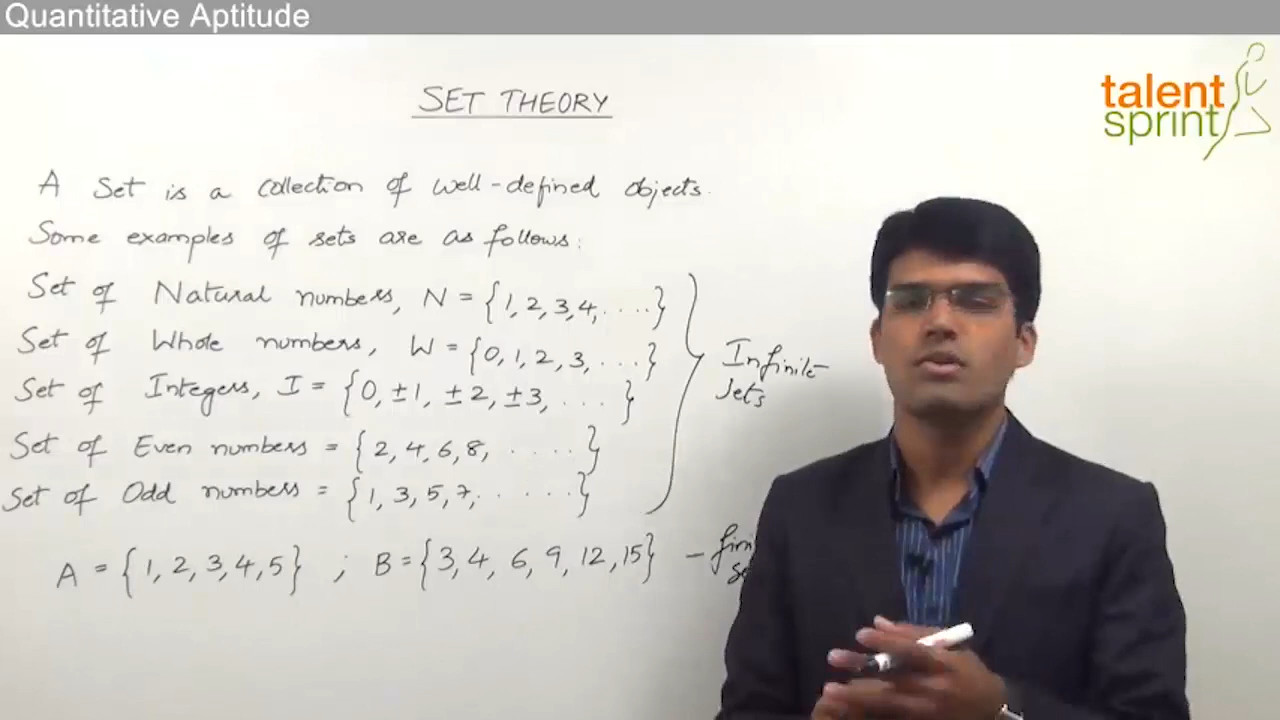 Quantitative Aptitude
talent
sprint
SET THEORY
A Set is a collection of well-defined objects.
Some examples of sets are as follows:
Set of Natural numbers, N = {1, 2, 3, 4, ....}
Set of Whole numbers, W = {0, 1, 2, 3, ....}
Set of Integers, I = {0, ±1, ±2, ±3, ....}
Set of Even numbers = {2, 4, 6, 8, .....}
Set of Odd numbers = {1, 3, 5, 7, .....}
Infinite
sets
A = {1, 2, 3, 4, 5} ; B = {3, 4, 6, 9, 12, 15} -